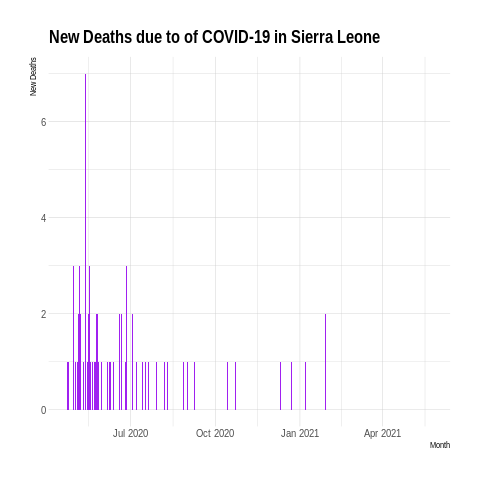 New Deaths due to of COVID-19 in Sierra Leone
New Deaths
6
4
2
0
Jul 2020 Oct 2020 Jan 2021 Apr 2021
Month